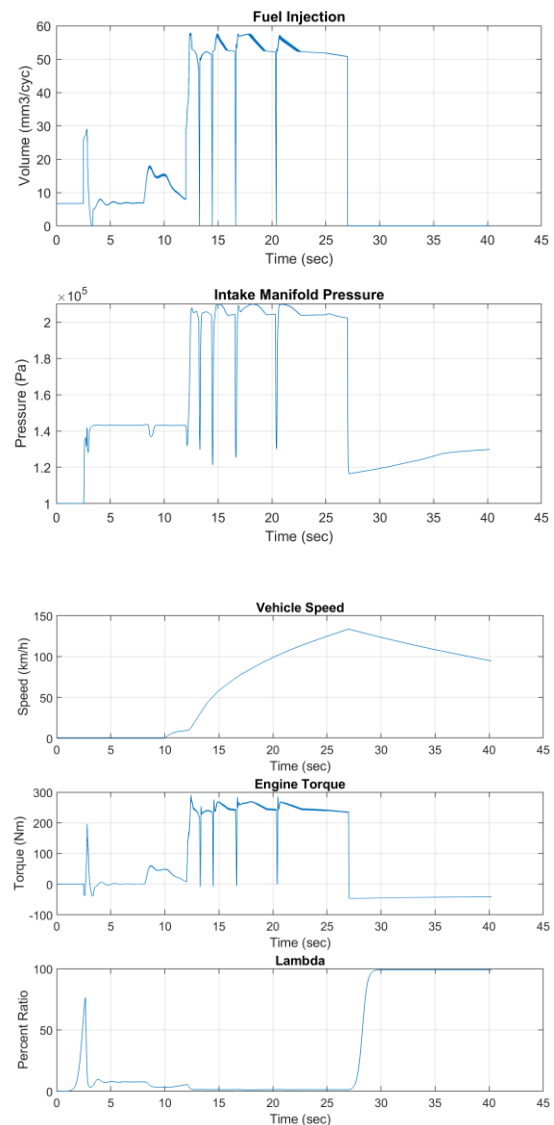 Fuel Injection
Volume (mm3/cyc)
60
50
40
30
20
10
0
0 5 10 15 20 25 30 35 40 45
Time (sec)
Intake Manifold Pressure
×10^5
Pressure (Pa)
2
1.8
1.6
1.4
1.2
1
0 5 10 15 20 25 30 35 40 45
Time (sec)
Vehicle Speed
Speed (km/h)
150
100
50
0
0 5 10 15 20 25 30 35 40 45
Time (sec)
Engine Torque
Torque (Nm)
300
200
100
0
-100
0 5 10 15 20 25 30 35 40 45
Time (sec)
Lambda
Percent Ratio
100
50
0
0 5 10 15 20 25 30 35 40 45
Time (sec)